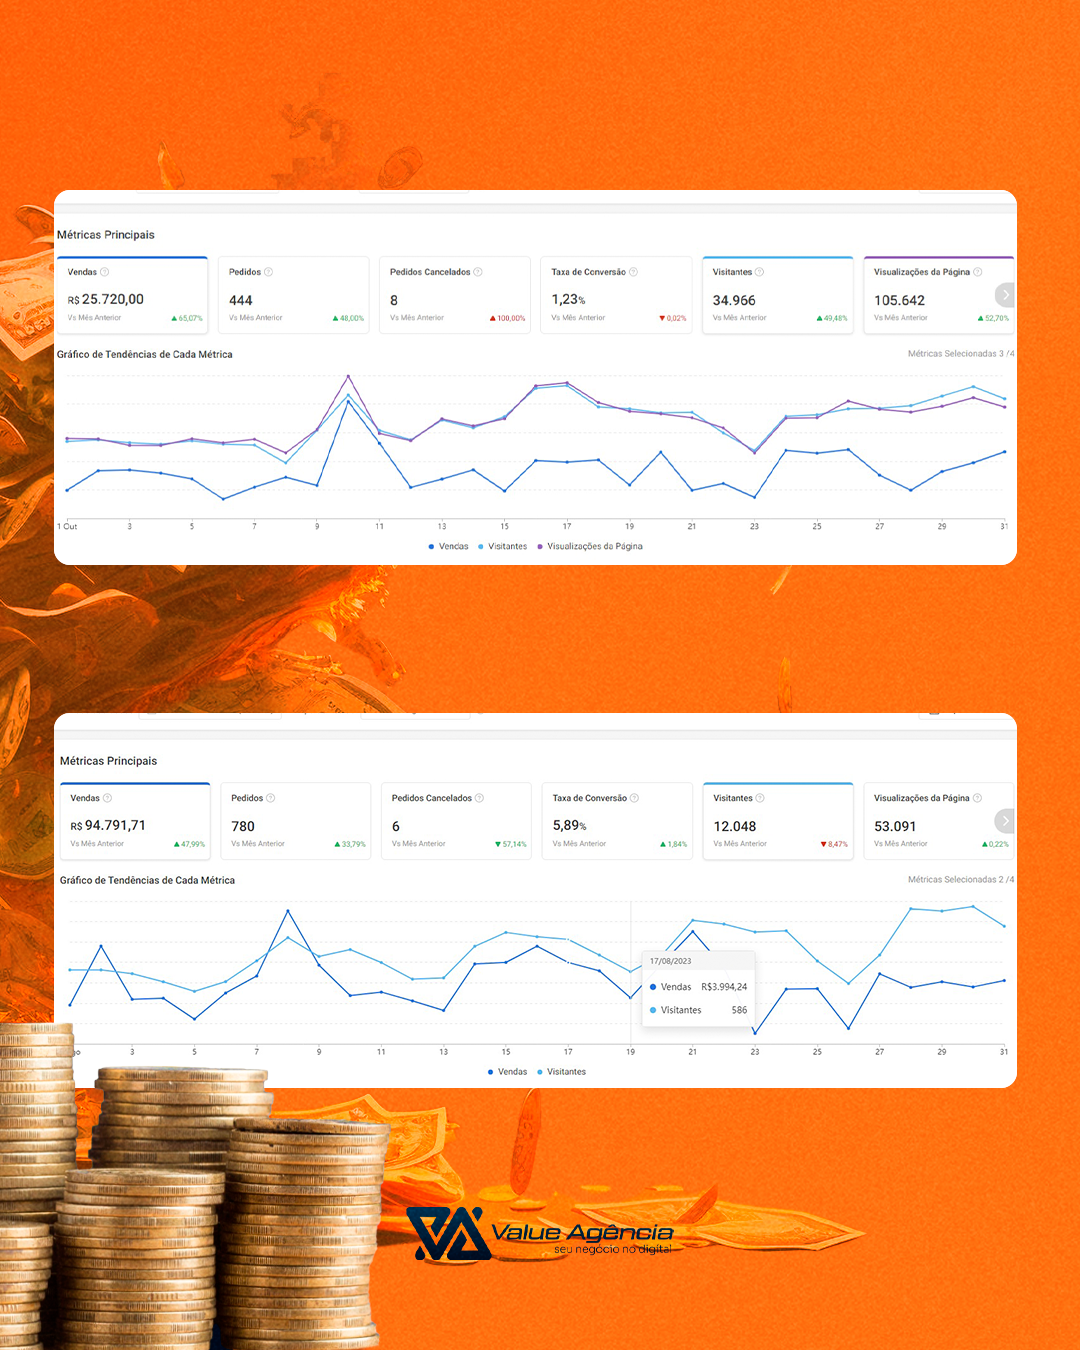 Métricas Principais
Vendas Pedidos Pedidos Cancelados Taxa de Conversão Visitantes Visualizações da Página
R$ 25.720,00 444 8 1,23% 34.966 105.642
Vs Mês Anterior ▲ 65,07% Vs Mês Anterior ▲ 48,00% Vs Mês Anterior ▲ 100,00% Vs Mês Anterior ▼ 0,02% Vs Mês Anterior ▲ 49,48% Vs Mês Anterior ▲ 52,70%
Gráfico de Tendências de Cada Métrica Métricas Selecionadas 3 /4
1 Out 3 5 7 9 11 13 15 17 19 21 23 25 27 29 31
Vendas Visitantes Visualizações da Página
Métricas Principais
Vendas Pedidos Pedidos Cancelados Taxa de Conversão Visitantes Visualizações da Página
R$ 94.791,71 780 6 5,89% 12.048 53.091
Vs Mês Anterior ▲ 47,99% Vs Mês Anterior ▲ 33,79% Vs Mês Anterior ▼ 57,14% Vs Mês Anterior ▲ 1,84% Vs Mês Anterior ▼ 8,47% Vs Mês Anterior ▲ 0,22%
Gráfico de Tendências de Cada Métrica Métricas Selecionadas 2 /4
17/08/2023
Vendas R$3.994,24
Visitantes 586
3 5 7 9 11 13 15 17 19 21 23 25 27 29 31
Vendas Visitantes
Value Agência
seu negócio no digital